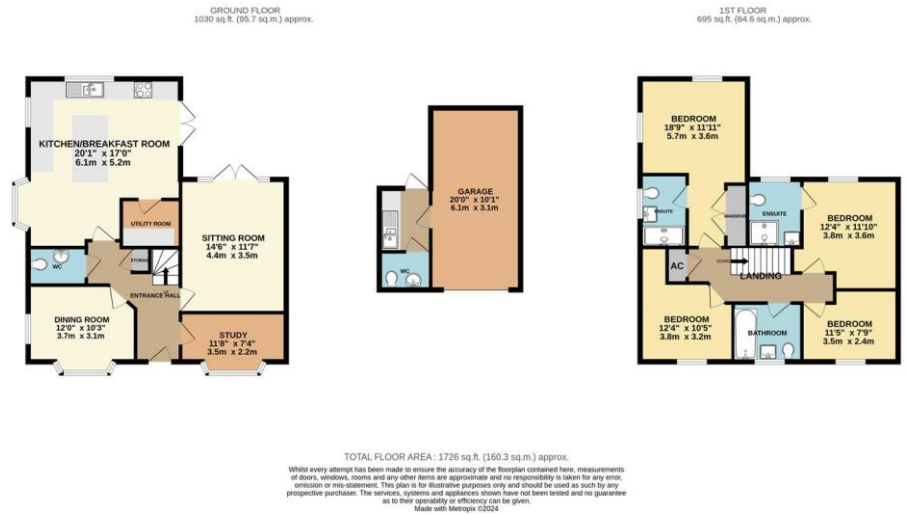 GROUND FLOOR
1030 sq.ft. (95.7 sq.m.) approx.
1ST FLOOR
695 sq.ft. (64.6 sq.m.) approx.
KITCHEN/BREAKFAST ROOM
20'1" x 17'0"
6.1m x 5.2m
UTILITY ROOM
SITTING ROOM
14'6" x 11'7"
4.4m x 3.5m
WC
STORAGE
UP
ENTRANCE HALL
DINING ROOM
12'0" x 10'3"
3.7m x 3.1m
STUDY
11'8" x 7'4"
3.5m x 2.2m
GARAGE
20'0" x 10'1"
6.1m x 3.1m
WC
BEDROOM
18'9" x 11'11"
5.7m x 3.6m
ENSUITE
WARDROBE
ENSUITE
BEDROOM
12'4" x 11'10"
3.8m x 3.6m
AC
DOWN
LANDING
BEDROOM
12'4" x 10'5"
3.8m x 3.2m
BATHROOM
BEDROOM
11'5" x 7'9"
3.5m x 2.4m
TOTAL FLOOR AREA : 1726 sq.ft. (160.3 sq.m.) approx.
Whilst every attempt has been made to ensure the accuracy of the floorplan contained here, measurements
of doors, windows, rooms and any other items are approximate and no responsibility is taken for any error,
omission or mis-statement. This plan is for illustrative purposes only and should be used as such by any
prospective purchaser. The services, systems and appliances shown have not been tested and no guarantee
as to their operability or efficiency can be given.
Made with Metropix ©2024